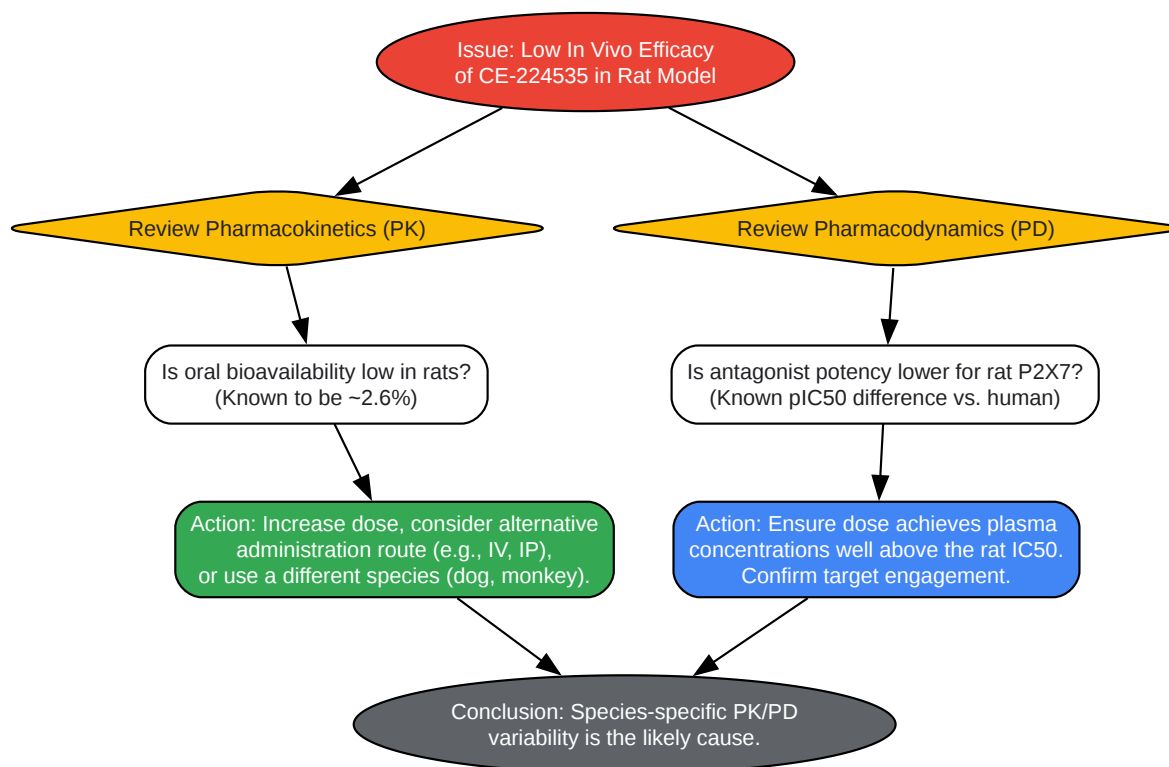 Issue: Low In Vivo Efficacy
of CE-224535 in Rat Model
Review Pharmacokinetics (PK)
Review Pharmacodynamics (PD)
Is oral bioavailability low in rats?
(Known to be ~2.6%)
Is antagonist potency lower for rat P2X7?
(Known pIC50 difference vs. human)
Action: Increase dose, consider alternative
administration route (e.g., IV, IP),
or use a different species (dog, monkey).
Action: Ensure dose achieves plasma
concentrations well above the rat IC50.
Confirm target engagement.
Conclusion: Species-specific PK/PD
variability is the likely cause.